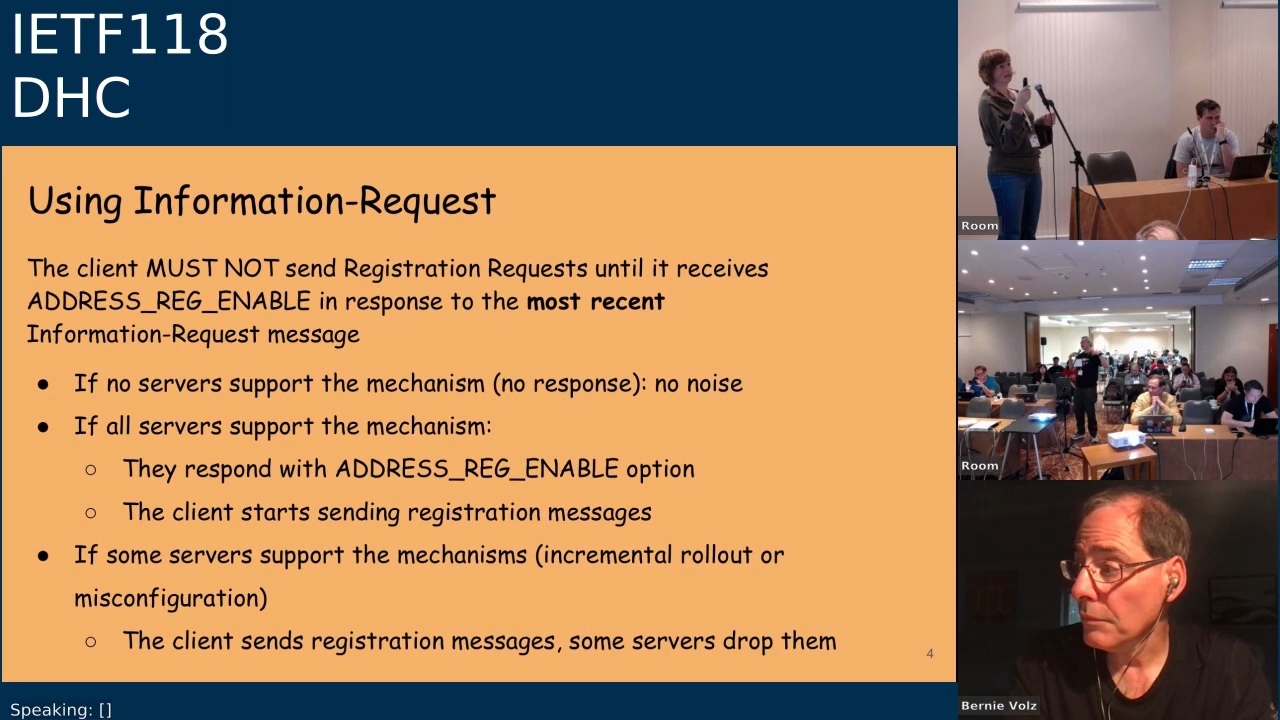 IETF118
DHC
Using Information-Request
The client MUST NOT send Registration Requests until it receives
ADDRESS_REG_ENABLE in response to the most recent
Information-Request message
● If no servers support the mechanism (no response): no noise
● If all servers support the mechanism:
○ They respond with ADDRESS_REG_ENABLE option
○ The client starts sending registration messages
● If some servers support the mechanisms (incremental rollout or
misconfiguration)
○ The client sends registration messages, some servers drop them
4
Speaking: []
Room
Room
Bernie Volz